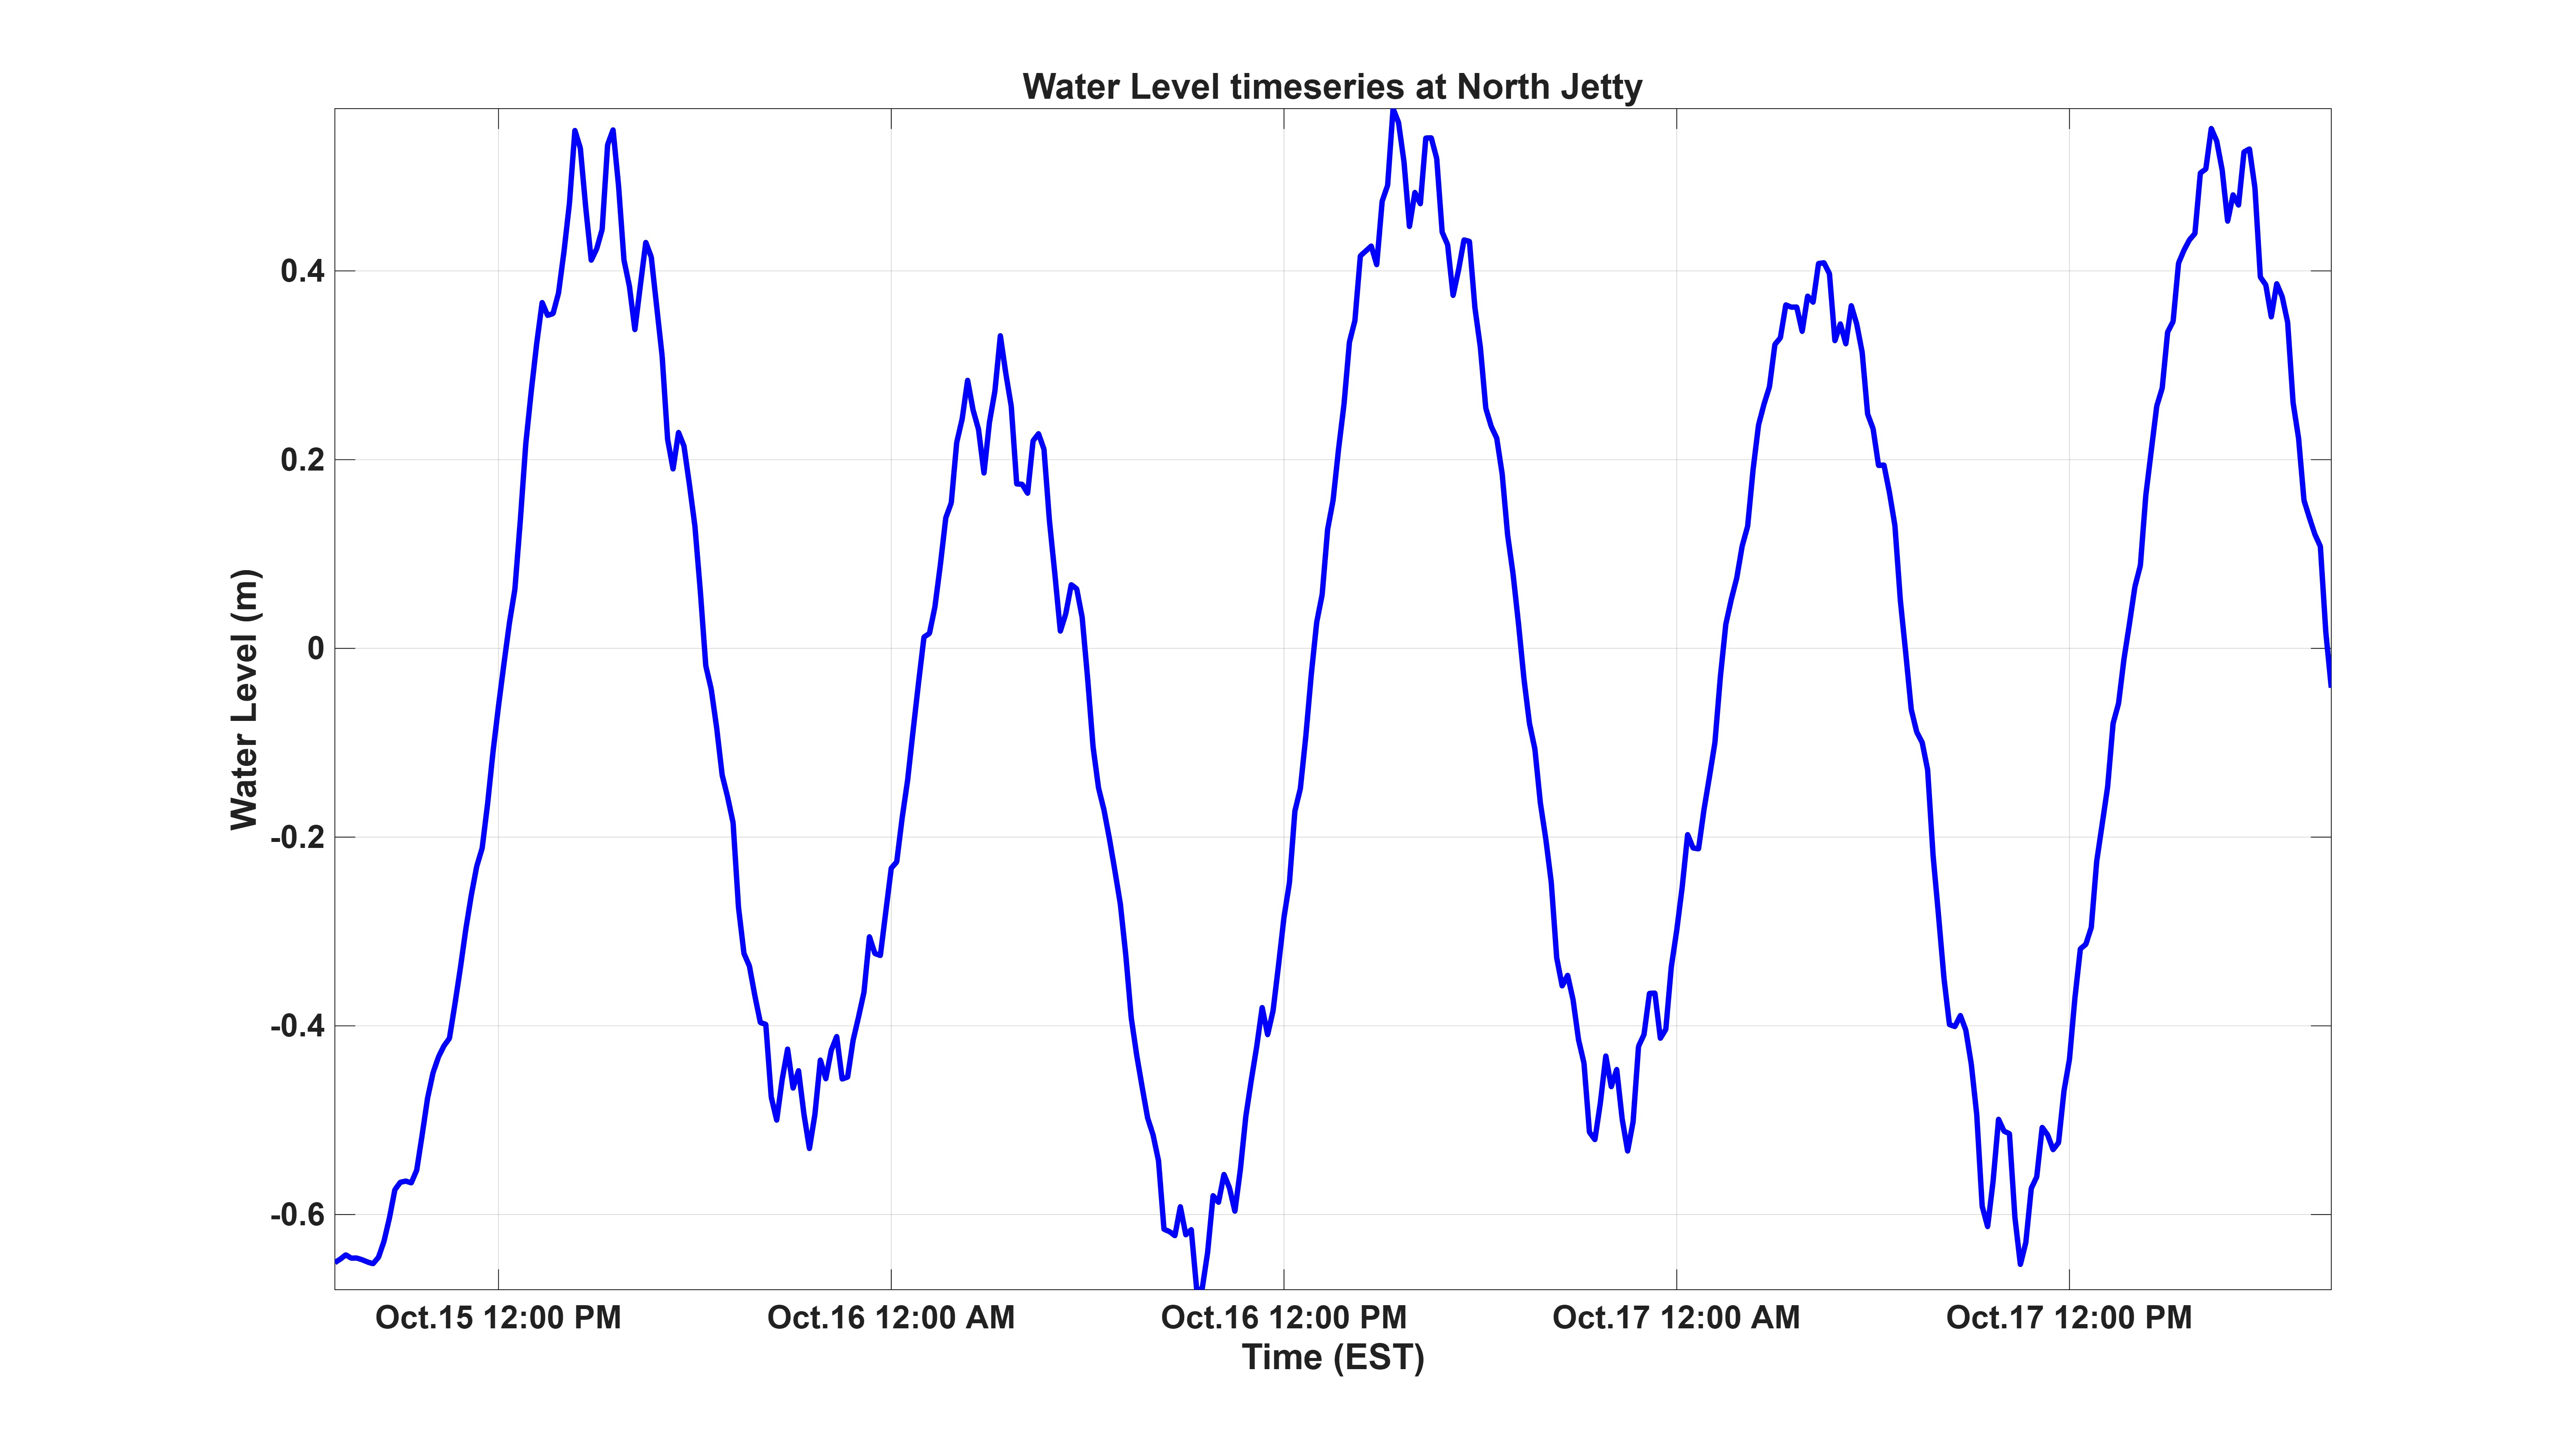 Water Level timeseries at North Jetty
Water Level (m)
0.4
0.2
0
-0.2
-0.4
-0.6
Oct.15 12:00 PM
Oct.16 12:00 AM
Oct.16 12:00 PM
Oct.17 12:00 AM
Oct.17 12:00 PM
Time (EST)